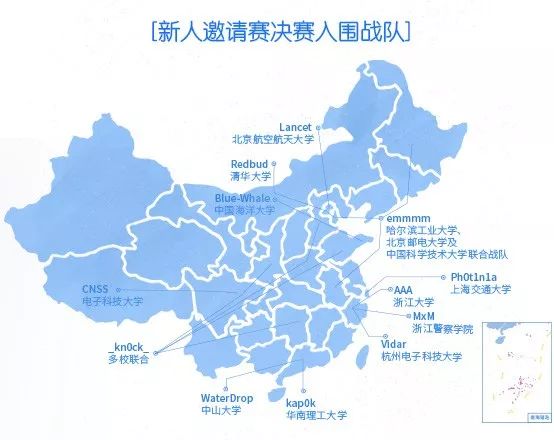 [新人邀请赛决赛入围战队]
Lancet
北京航空航天大学
Redbud
清华大学
Blue-Whale
中国海洋大学
emmmm
哈尔滨工业大学、
北京邮电大学及
中国科学技术大学联合战队
CNSS
电子科技大学
Ph0t1n1a
上海交通大学
AAA
浙江大学
MxM
浙江警察学院
_kn0ck_
多校联合
Vidar
杭州电子科技大学
WaterDrop
中山大学
kap0k
华南理工大学
南海诸岛